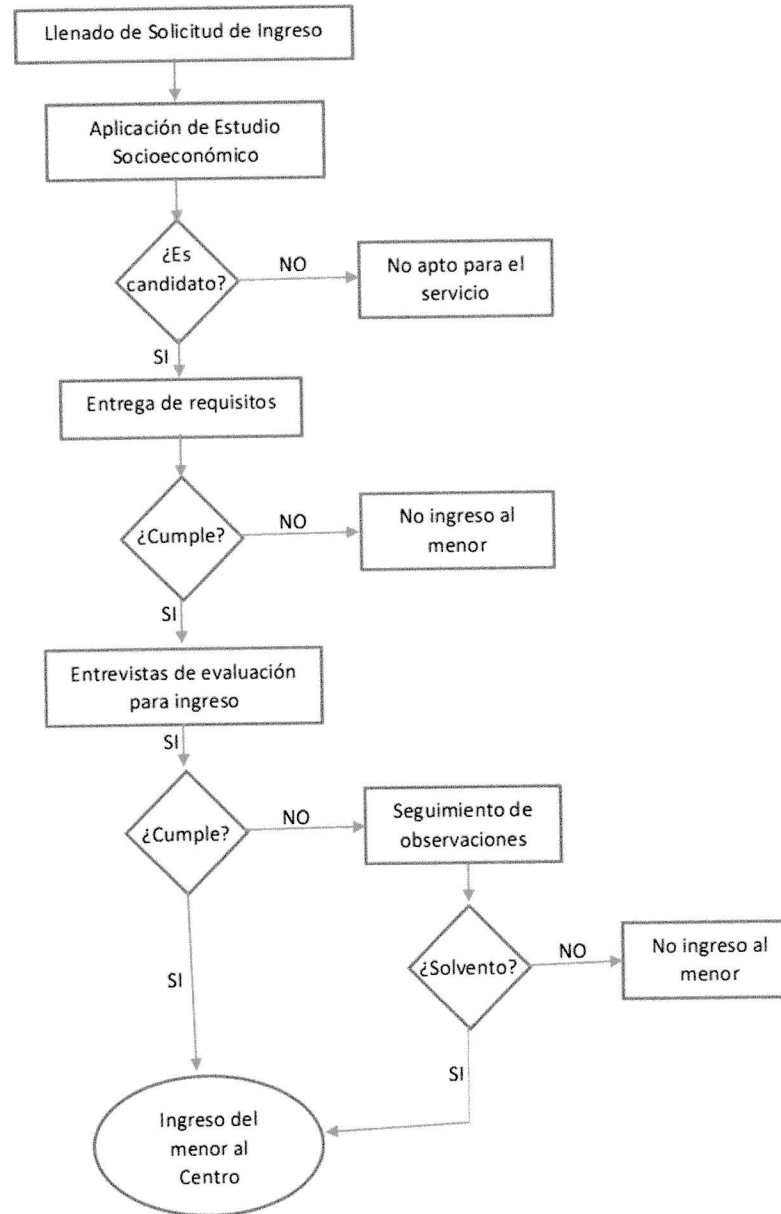 Llenado de Solicitud de Ingreso
Aplicación de Estudio
Socioeconómico
¿Es
candidato?
NO
No apto para el
servicio
SI
Entrega de requisitos
¿Cumple?
NO
No ingreso al
menor
SI
Entrevistas de evaluación
para ingreso
SI
¿Cumple?
NO
Seguimiento de
observaciones
¿Solvento?
NO
No ingreso al
menor
SI
SI
Ingreso del
menor al
Centro